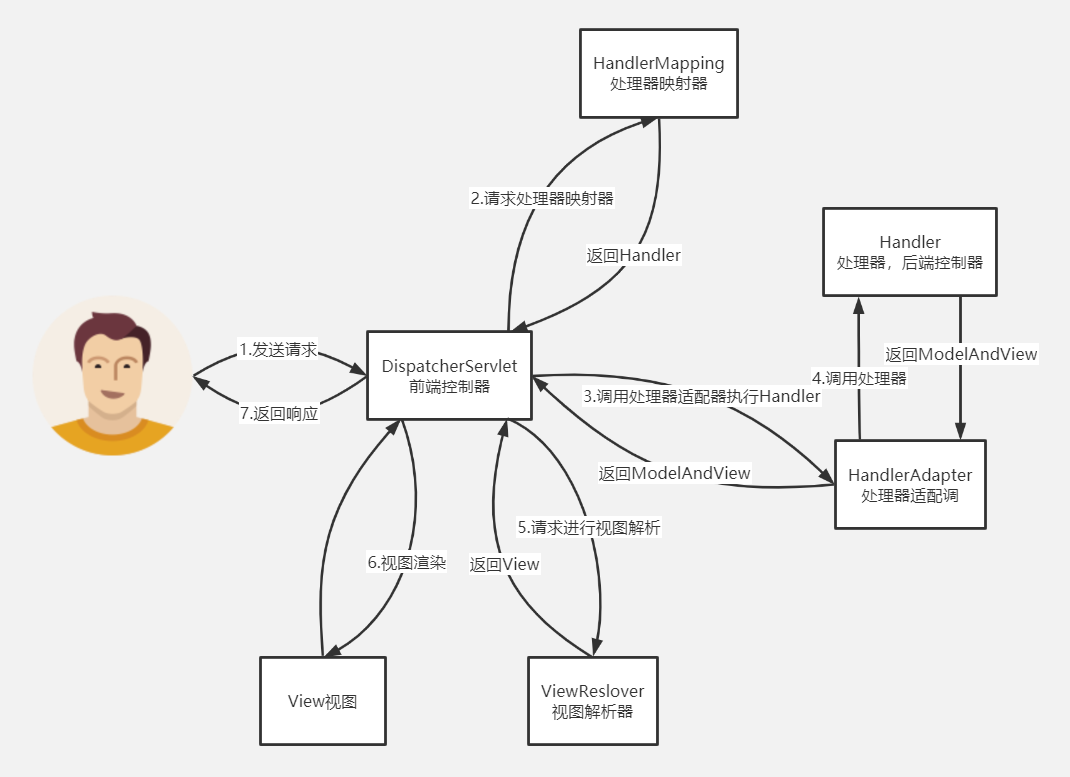 HandlerMapping
处理器映射器
2.请求处理器映射器
返回Handler
Handler
处理器，后端控制器
1.发送请求
7.返回响应
DispatcherServlet
前端控制器
返回ModelAndView
4.调用处理器
3.调用处理器适配器执行Handler
返回ModelAndView
HandlerAdapter
处理器适配调
5.请求进行视图解析
6.视图渲染
返回View
View视图
ViewReslover
视图解析器